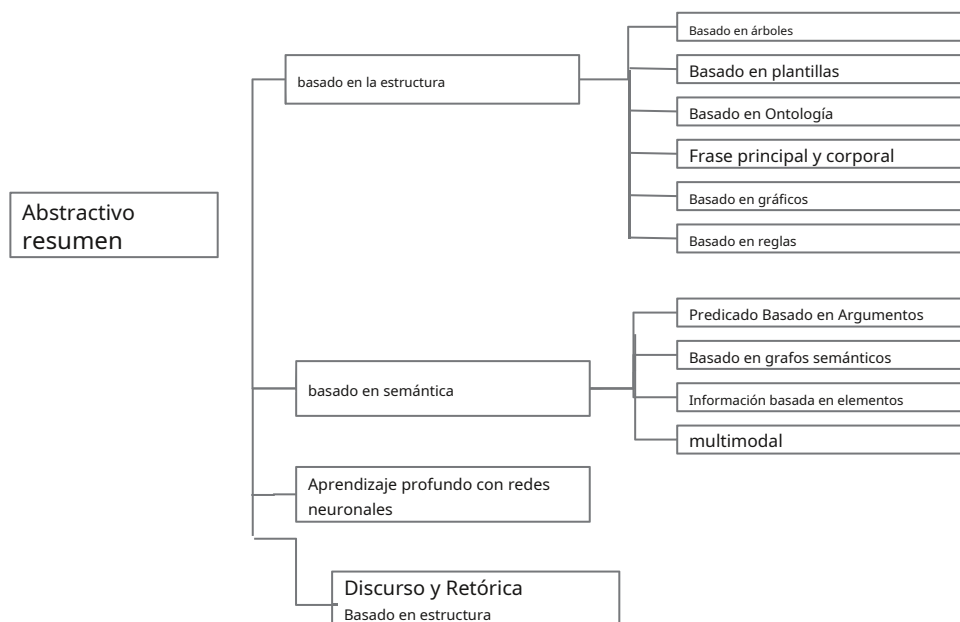 Abstractivo
resumen
basado en la estructura
Basado en árboles
Basado en plantillas
Basado en Ontología
Frase principal y corporal
Basado en gráficos
Basado en reglas
basado en semántica
Predicado Basado en Argumentos
Basado en grafos semánticos
Información basada en elementos
multimodal
Aprendizaje profundo con redes
neuronales
Discurso y Retórica
Basado en estructura